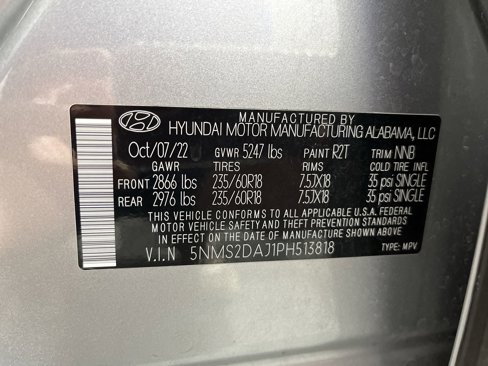 MANUFACTURED BY
HYUNDAI MOTOR MANUFACTURING ALABAMA, LLC
Oct/07/22 GVWR 5247 lbs PAINT R2T TRIM NNB
GAWR TIRES RIMS COLD TIRE INFL
FRONT 2866 lbs 235/60R18 7.5JX18 35 psi SINGLE
REAR 2976 lbs 235/60R18 7.5JX18 35 psi SINGLE
THIS VEHICLE CONFORMS TO ALL APPLICABLE U.S.A. FEDERAL
MOTOR VEHICLE SAFETY AND THEFT PREVENTION STANDARDS
IN EFFECT ON THE DATE OF MANUFACTURE SHOWN ABOVE.
V.I.N 5NMS2DAJ1PH513818 TYPE: MPV